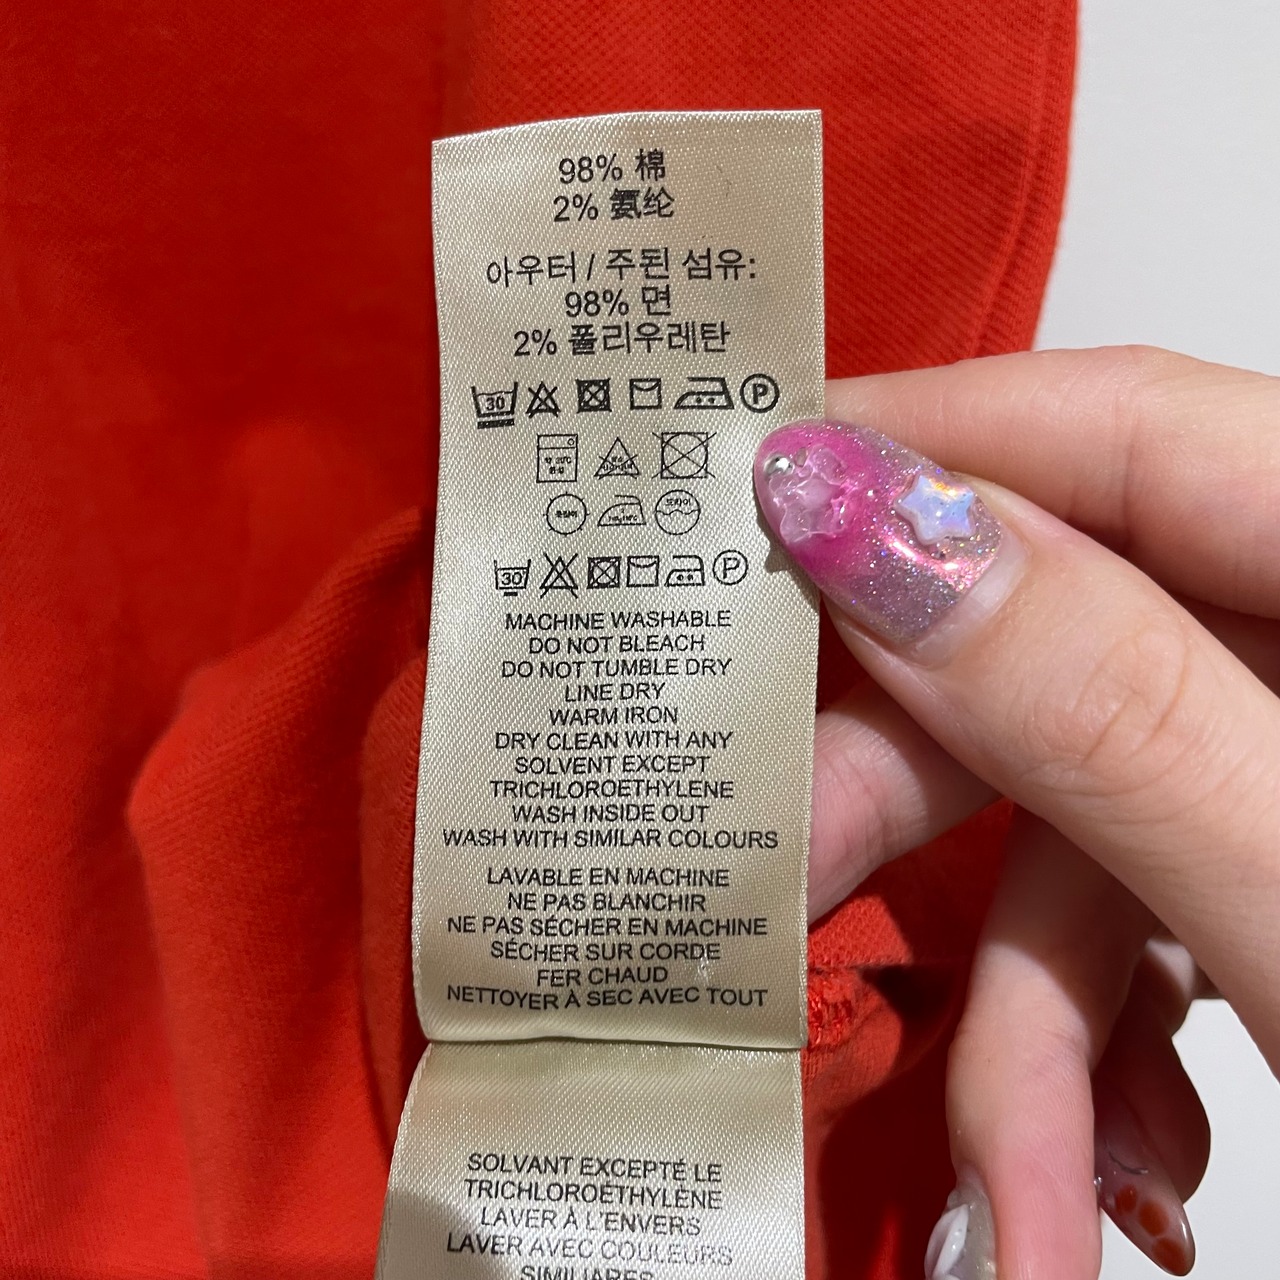 98% 棉
2% 氨纶
아우터 / 주된 섬유:
98% 면
2% 폴리우레탄
30 P
30 P
MACHINE WASHABLE
DO NOT BLEACH
DO NOT TUMBLE DRY
LINE DRY
WARM IRON
DRY CLEAN WITH ANY
SOLVENT EXCEPT
TRICHLOROETHYLENE
WASH INSIDE OUT
WASH WITH SIMILAR COLOURS
LAVABLE EN MACHINE
NE PAS BLANCHIR
NE PAS SÉCHER EN MACHINE
SÉCHER SUR CORDE
FER CHAUD
NETTOYER À SEC AVEC TOUT
SOLVANT EXCEPTÉ LE
TRICHLOROÉTHYLÈNE
LAVER À L'ENVERS
LAVER AVEC COULEURS
SIMILIARES